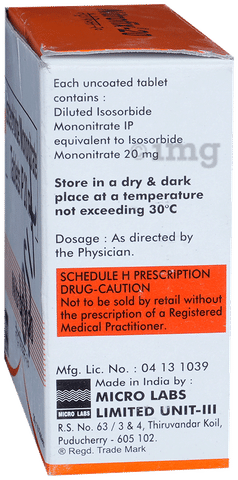 Each uncoated tablet
contains :
Diluted Isosorbide
Mononitrate IP
equivalent to Isosorbide
Mononitrate 20 mg
Store in a dry & dark
place at a temperature
not exceeding 30°C
Dosage : As directed by
the Physician.
SCHEDULE H PRESCRIPTION
DRUG-CAUTION
Not to be sold by retail without
the prescription of a Registered
Medical Practitioner.
Mfg. Lic. No. : 04 13 1039
Made in India by :
MICRO LABS
MICRO LABS
LIMITED UNIT-III
R.S. No. 63 / 3 & 4, Thiruvandar Koil,
Puducherry - 605 102.
® Regd. Trade Mark